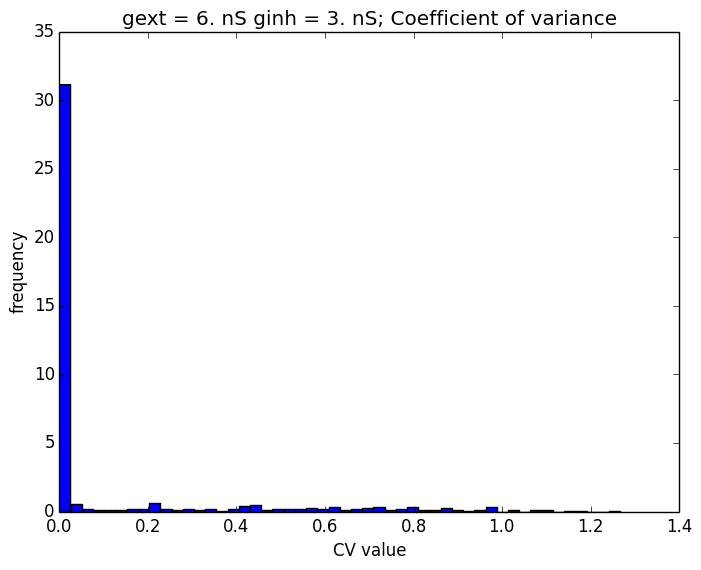 gext = 6. nS ginh = 3. nS; Coefficient of variance
35
30
25
20
15
10
5
0
frequency
0.0 0.2 0.4 0.6 0.8 1.0 1.2 1.4
CV value